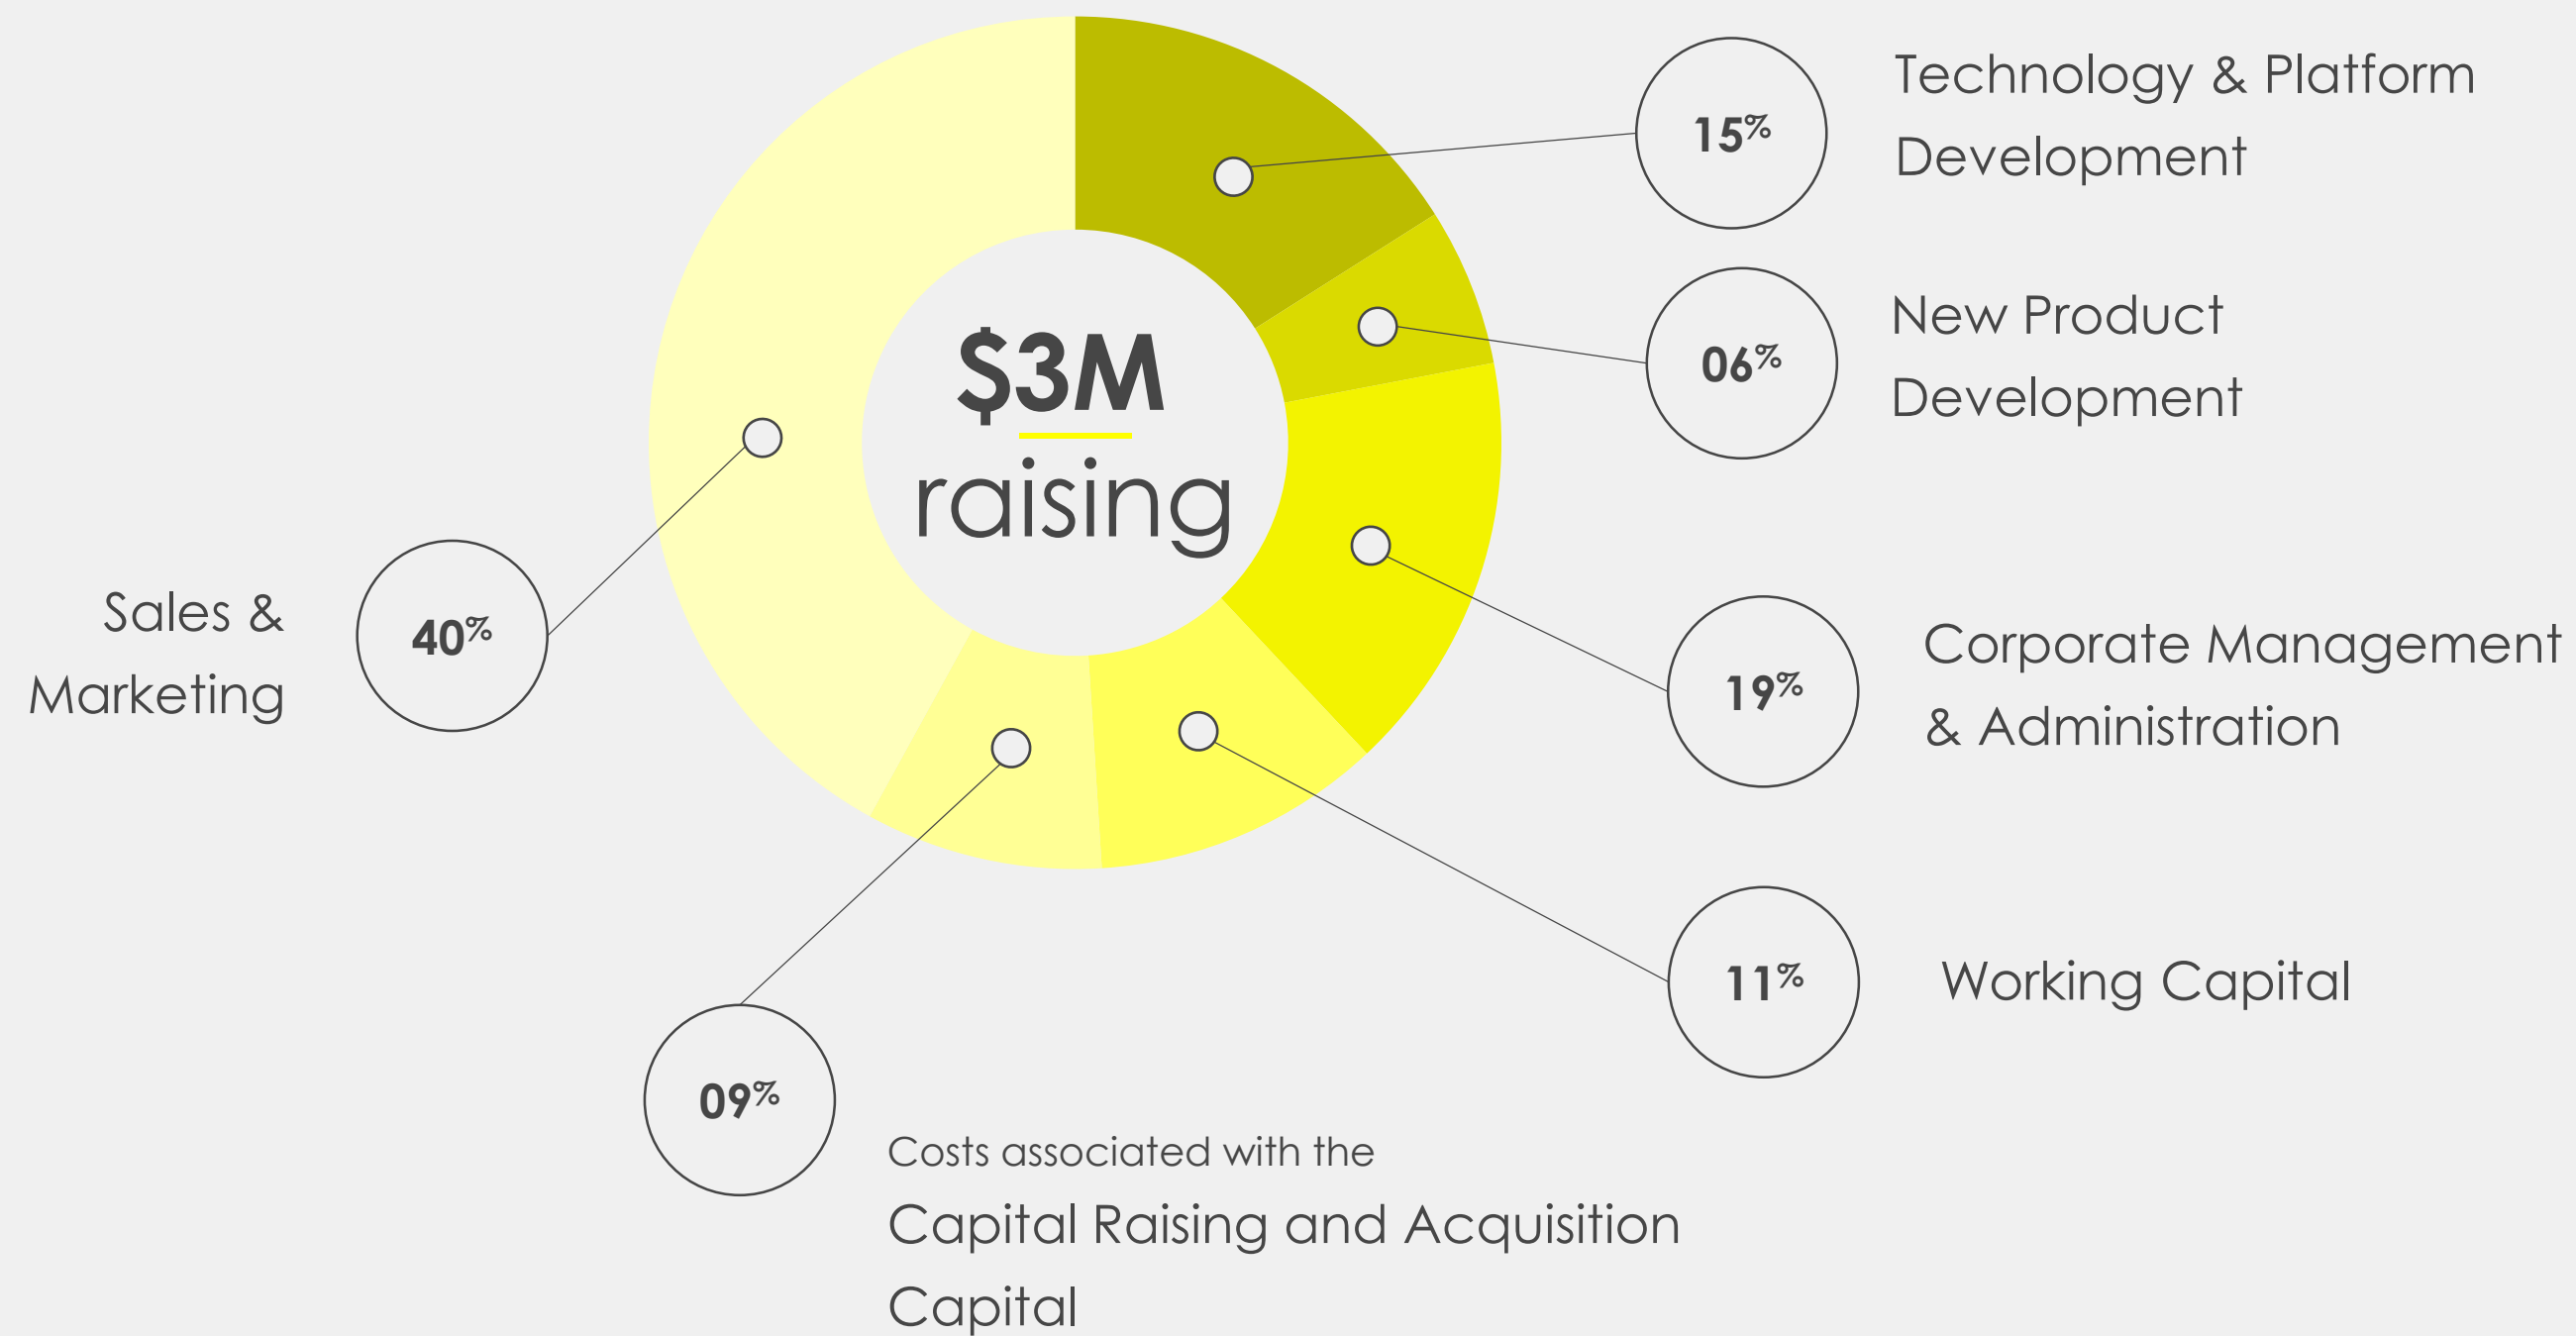 $3M
raising
15%
Technology & Platform
Development
06%
New Product
Development
19%
Corporate Management
& Administration
11%
Working Capital
09%
Costs associated with the
Capital Raising and Acquisition
Capital
40%
Sales &
Marketing